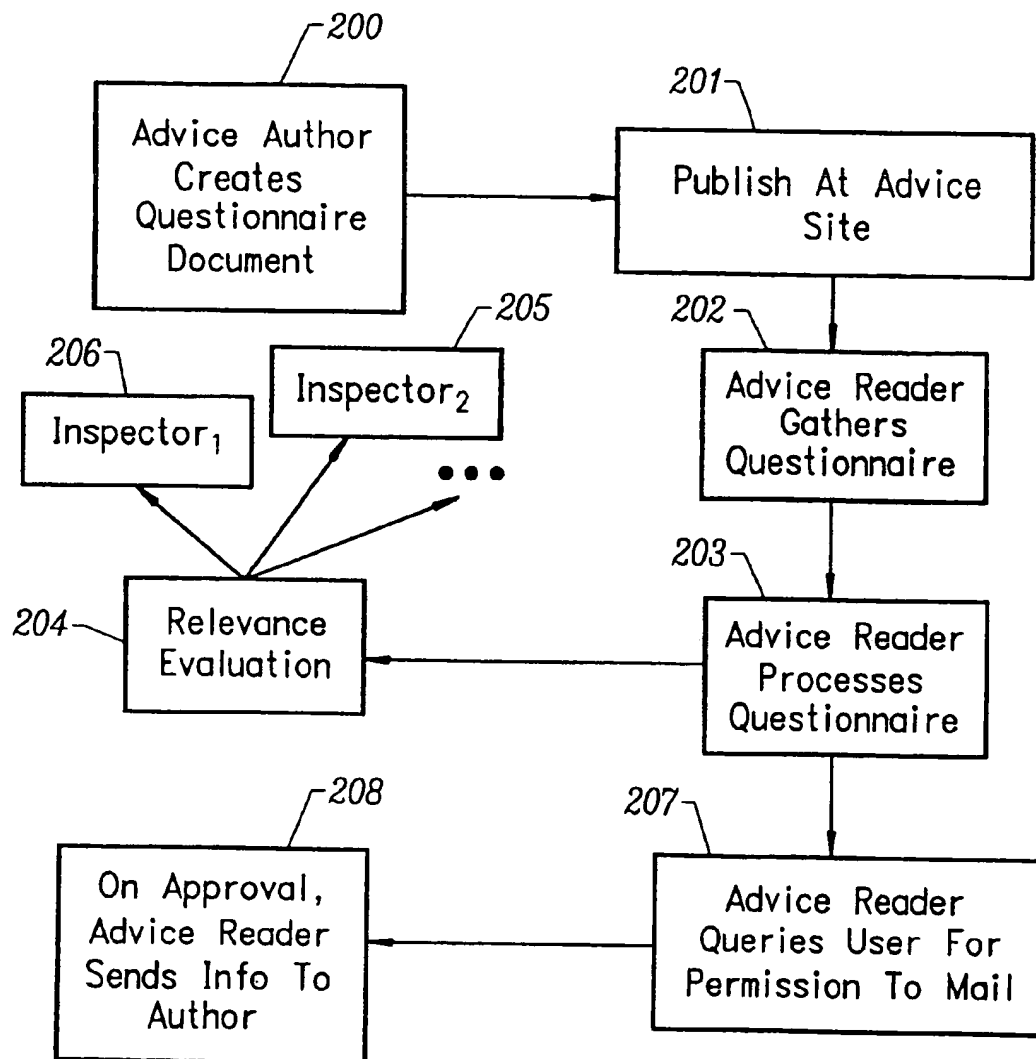 200
Advice Author
Creates
Questionnaire
Document
201
Publish At Advice
Site
202
Advice Reader
Gathers
Questionnaire
206
Inspector₁
205
Inspector₂
•••
203
Advice Reader
Processes
Questionnaire
204
Relevance
Evaluation
207
Advice Reader
Queries User For
Permission To Mail
208
On Approval,
Advice Reader
Sends Info To
Author